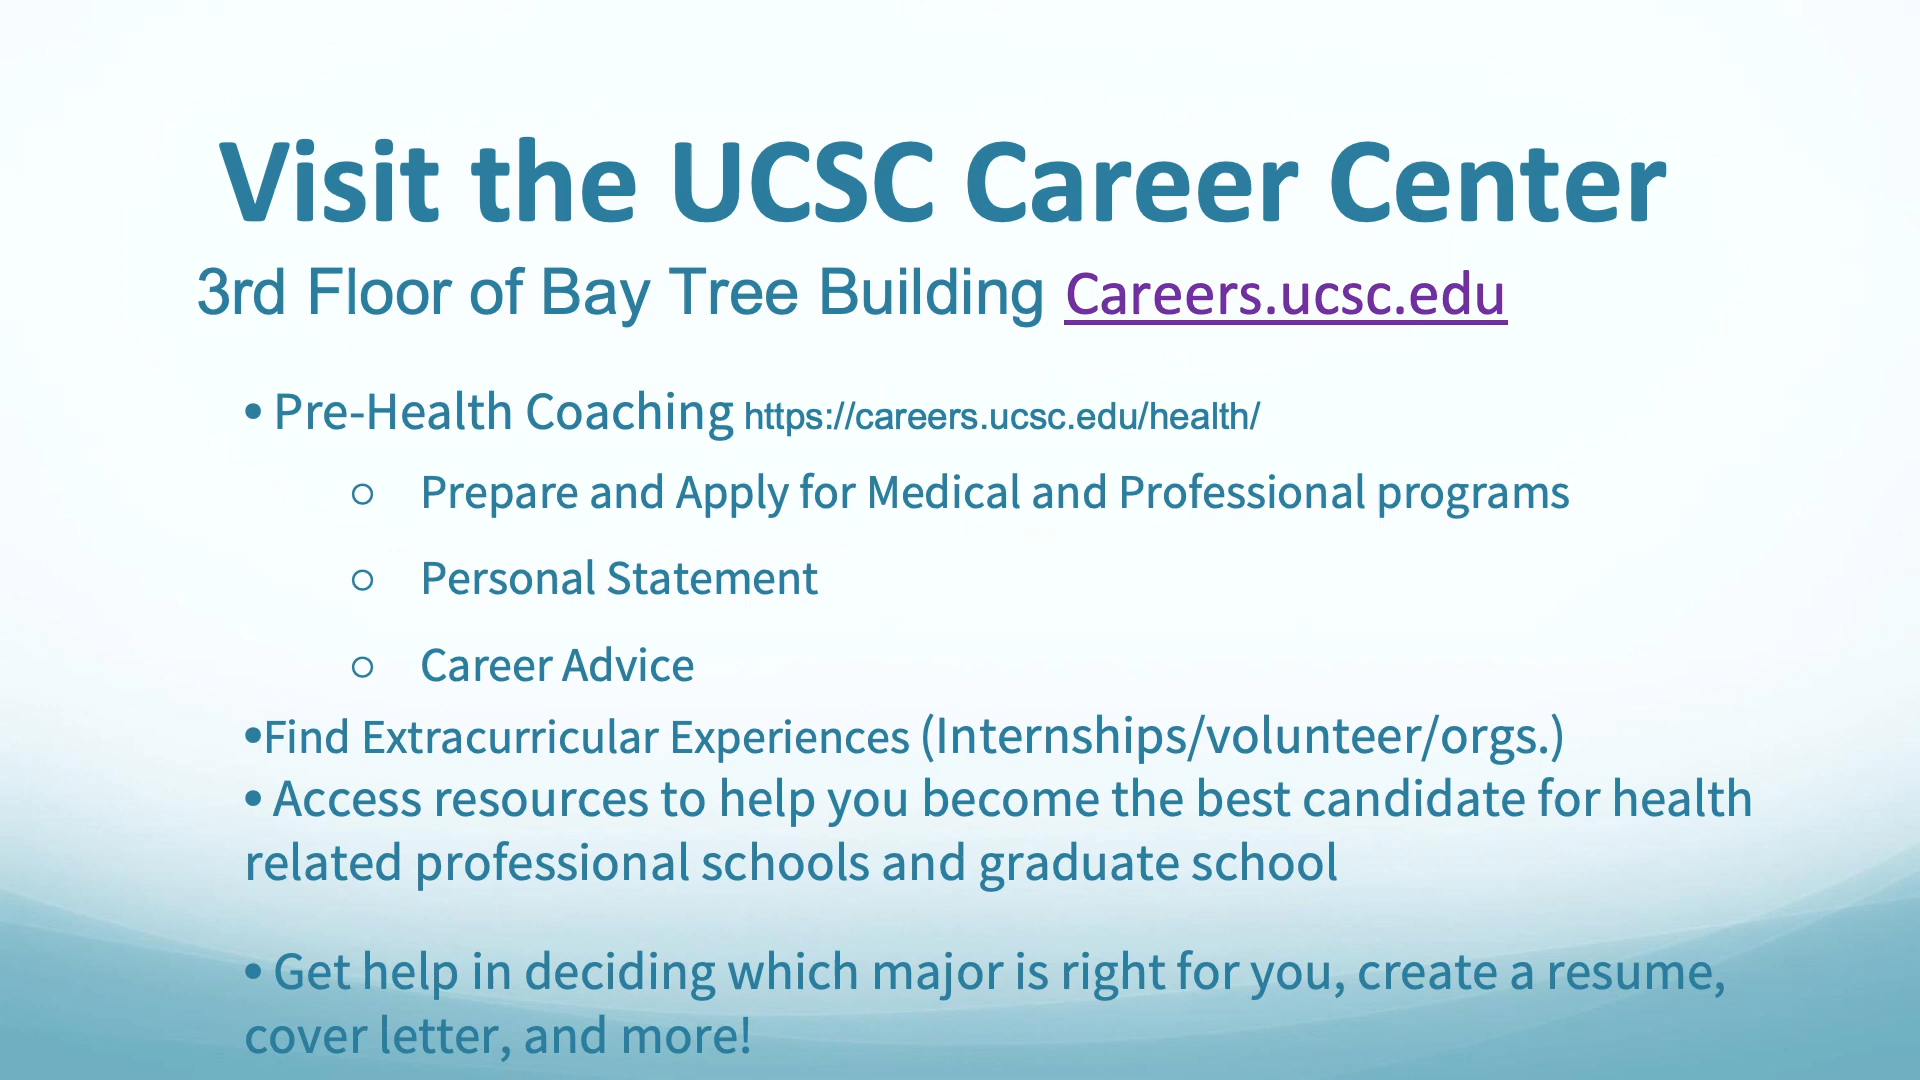 Visit the UCSC Career Center
3rd Floor of Bay Tree Building Careers.ucsc.edu
• Pre-Health Coaching https://careers.ucsc.edu/health/
○ Prepare and Apply for Medical and Professional programs
○ Personal Statement
○ Career Advice
•Find Extracurricular Experiences (Internships/volunteer/orgs.)
• Access resources to help you become the best candidate for health
related professional schools and graduate school
• Get help in deciding which major is right for you, create a resume,
cover letter, and more!